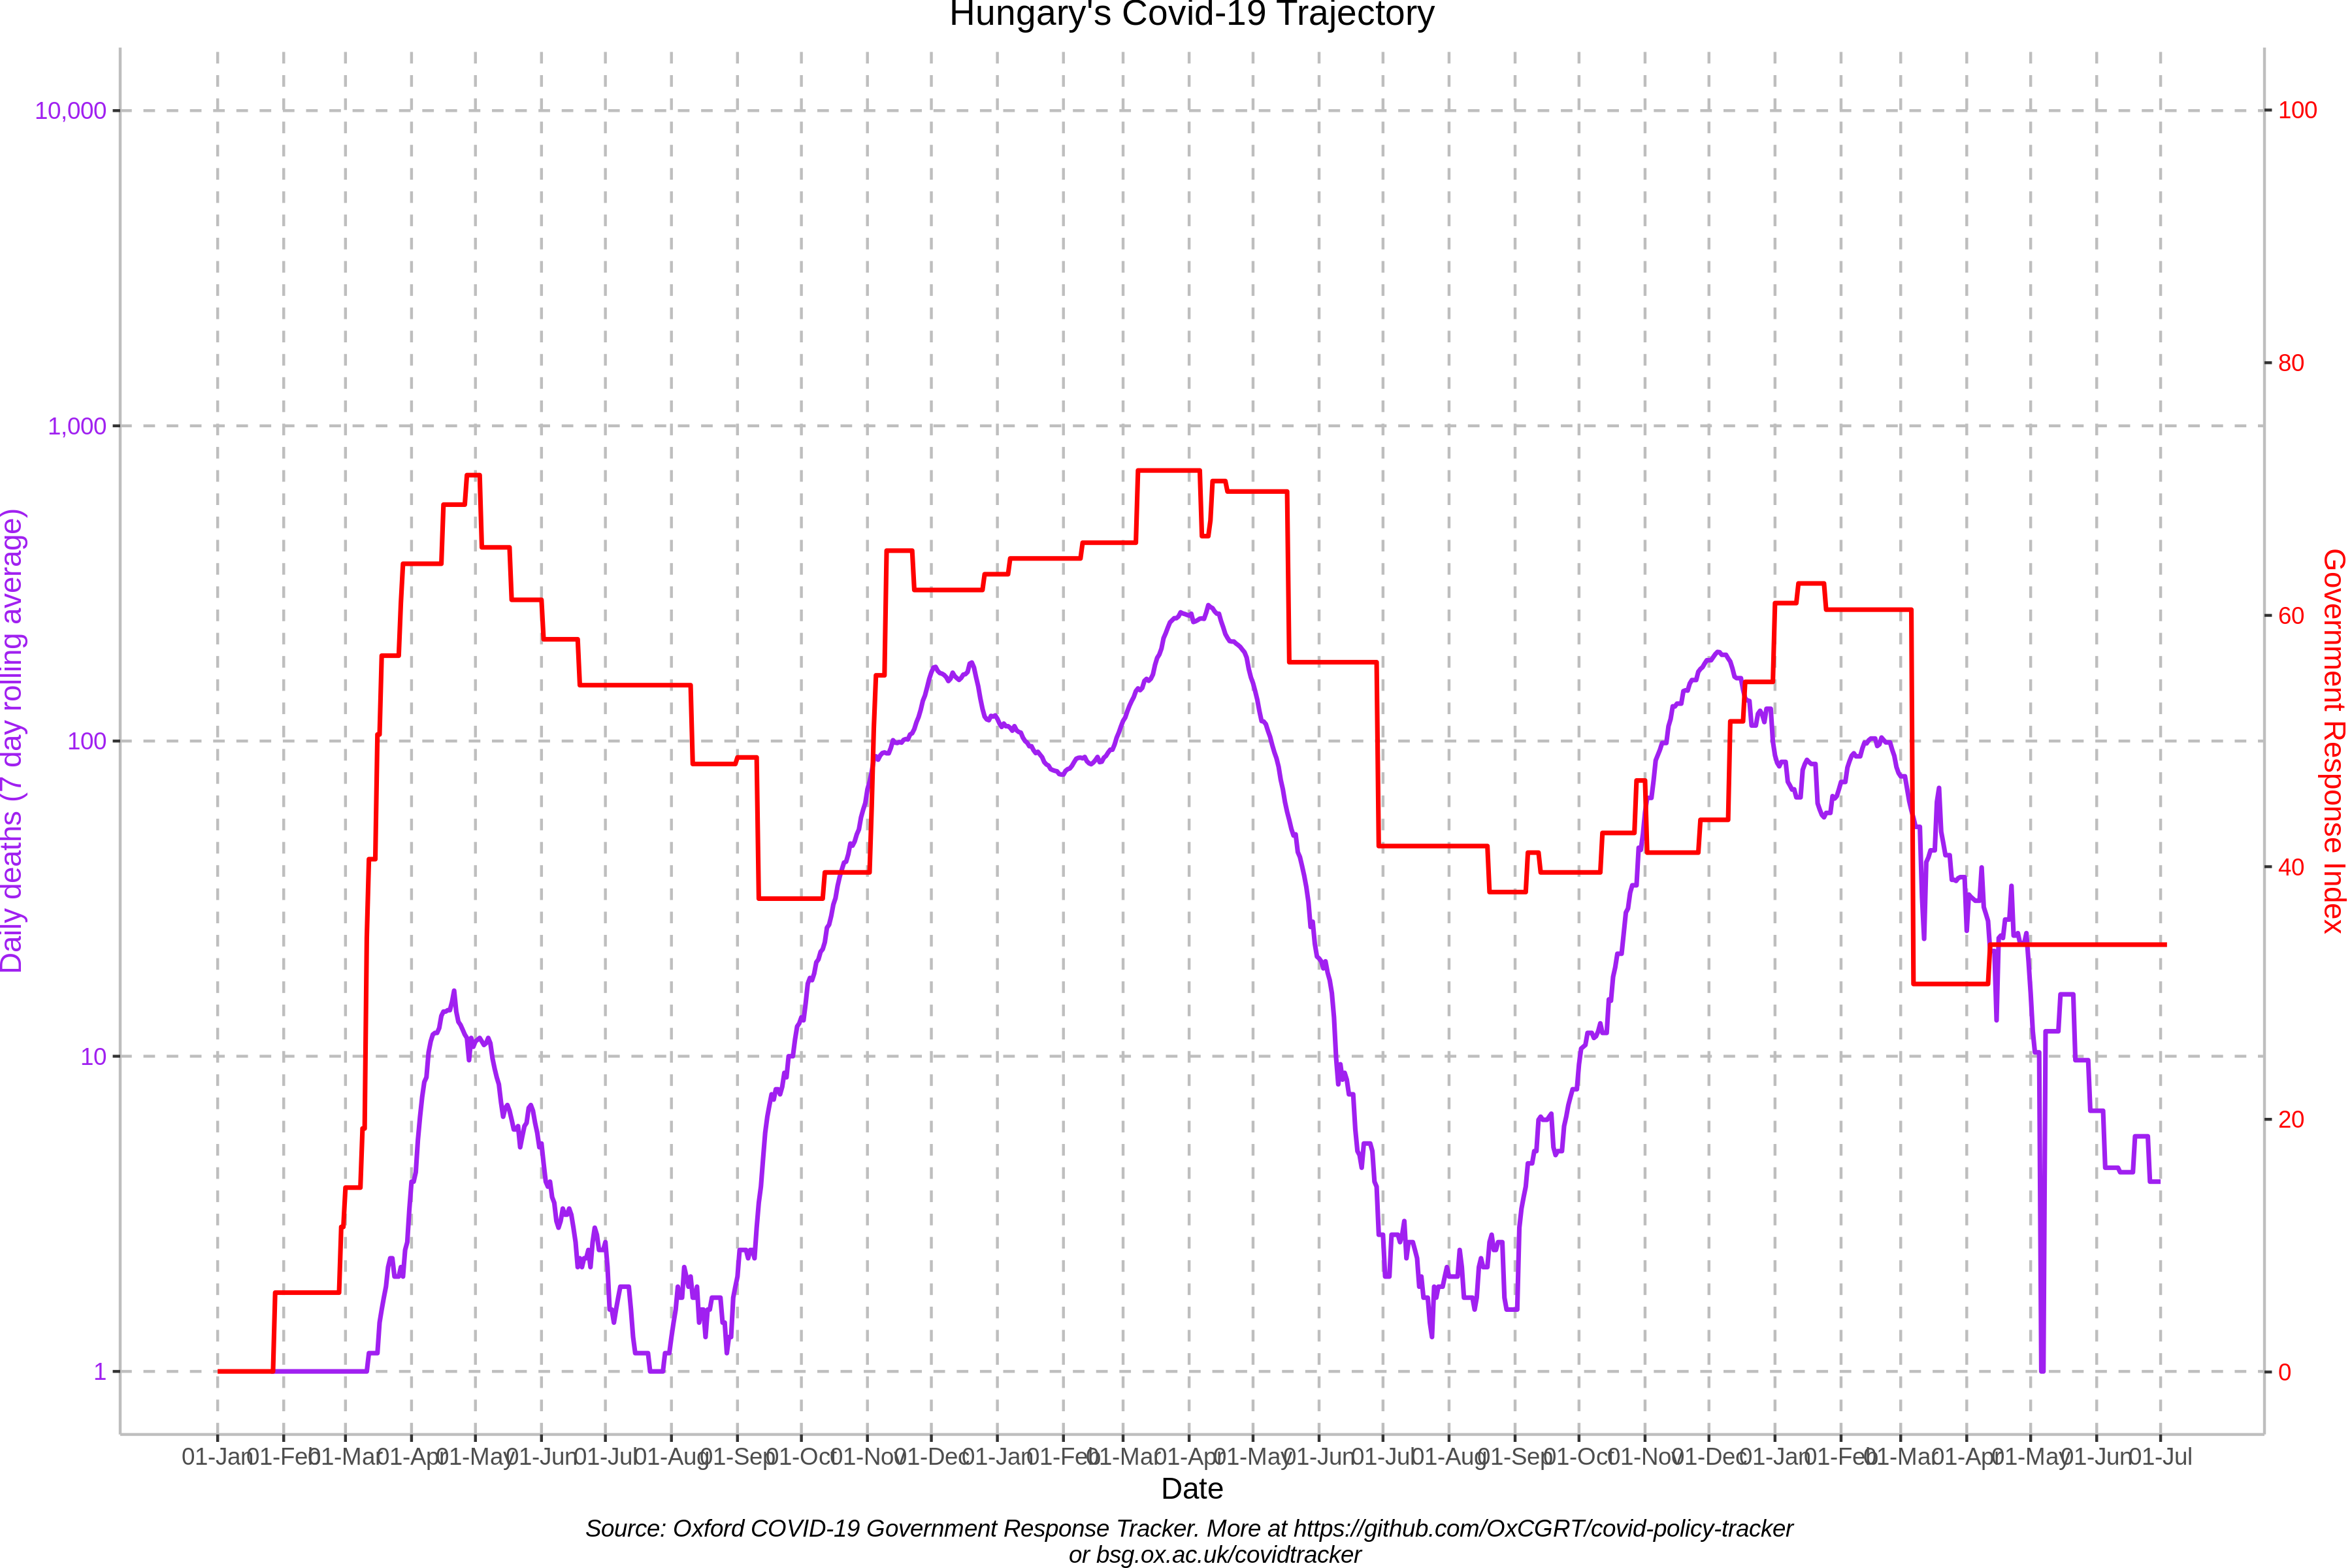 Hungary's Covid-19 Trajectory
10,000
1,000
100
10
1
Daily deaths (7 day rolling average)
100
80
60
40
20
0
Government Response Index
01-Jan 01-Feb 01-Mar 01-Apr 01-May 01-Jun 01-Jul 01-Aug 01-Sep 01-Oct 01-Nov 01-Dec 01-Jan 01-Feb 01-Mar 01-Apr 01-May 01-Jun 01-Jul 01-Aug 01-Sep 01-Oct 01-Nov 01-Dec 01-Jan 01-Feb 01-Mar 01-Apr 01-May 01-Jun 01-Jul
Date
Source: Oxford COVID-19 Government Response Tracker. More at https://github.com/OxCGRT/covid-policy-tracker
or bsg.ox.ac.uk/covidtracker